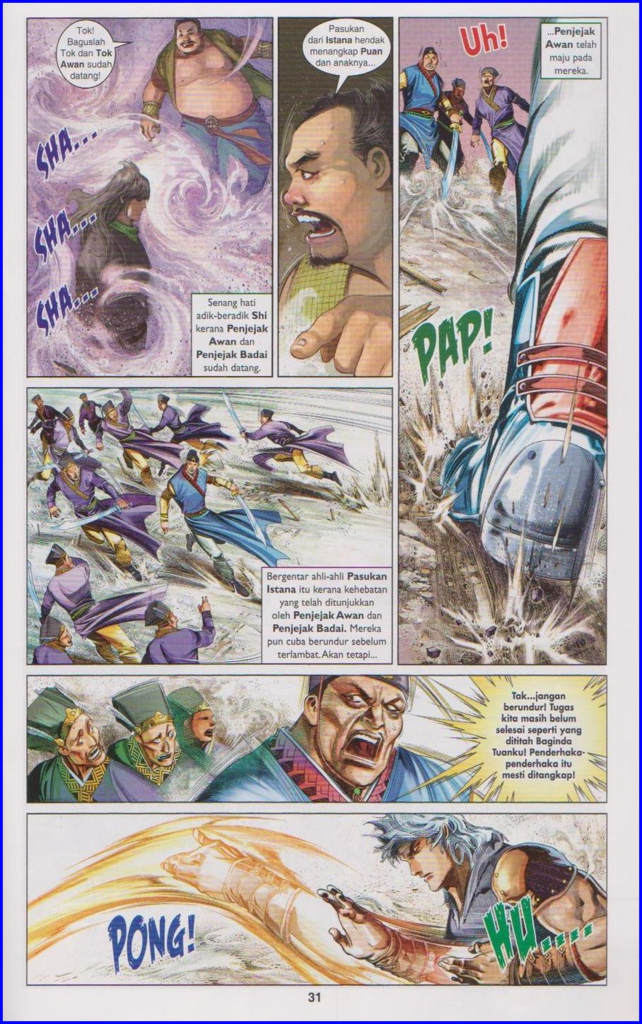 Tok!
Baguslah
Tok dan Tok
Awan sudah
datang!
SHA...
SHA...
SHA...
Senang hati
adik-beradik Shi
kerana Penjejak
Awan dan
Penjejak Badai
sudah datang.
Pasukan
dari Istana hendak
menangkap Puan
dan anaknya...
Uh!
...Penjejak
Awan telah
maju pada
mereka.
PAP!
Bergentar ahli-ahli Pasukan
Istana itu kerana kehebatan
yang telah ditunjukkan
oleh Penjejak Awan dan
Penjejak Badai. Mereka
pun cuba berundur sebelum
terlambat. Akan tetapi...
Tak...jangan
berundur! Tugas
kita masih belum
selesai seperti yang
dititah Baginda
Tuanku! Penderhaka-
penderhaka itu
mesti ditangkap!
PONG!
HU....
31